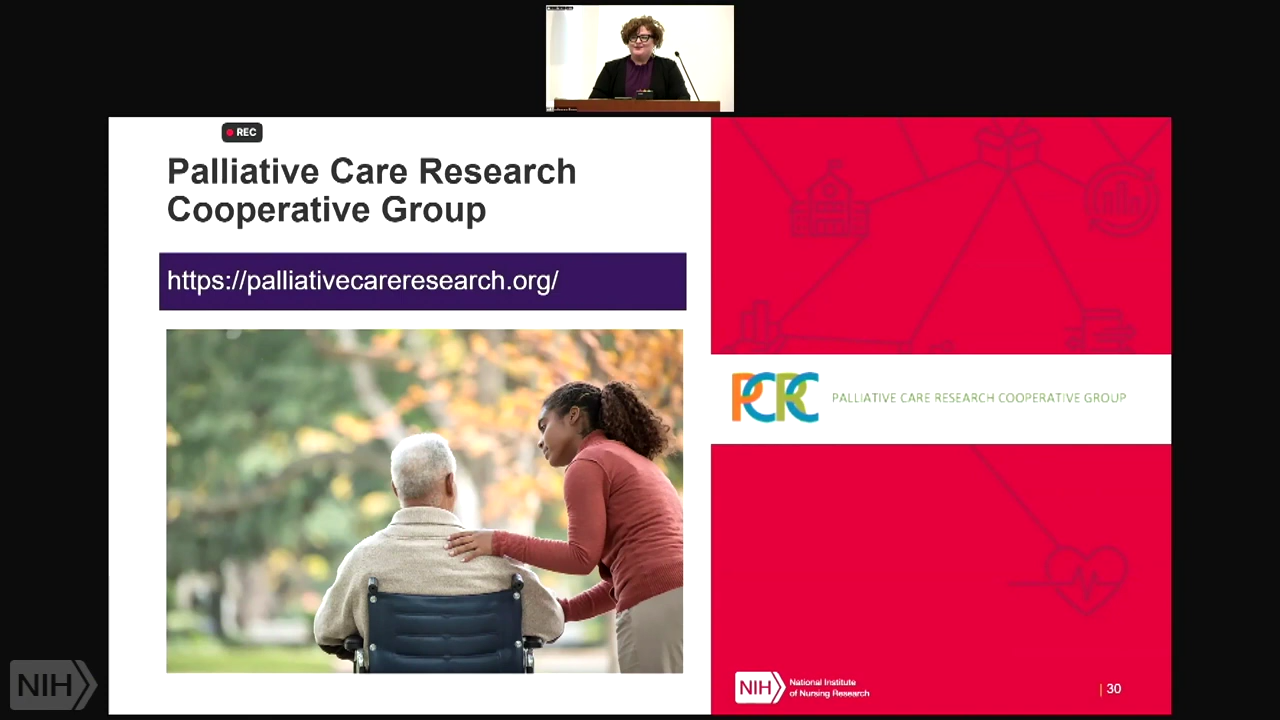 REC
Palliative Care Research
Cooperative Group
https://palliativecareresearch.org/
PCRC PALLIATIVE CARE RESEARCH COOPERATIVE GROUP
NIH
NIH National Institute
of Nursing Research
| 30